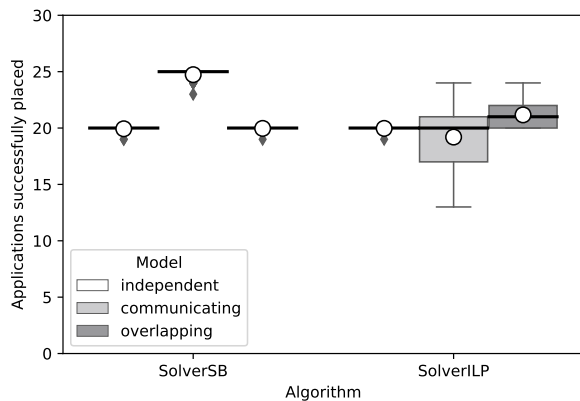 Applications successfully placed
30
25
20
15
10
5
0
Model
independent
communicating
overlapping
SolverSB
SolverILP
Algorithm